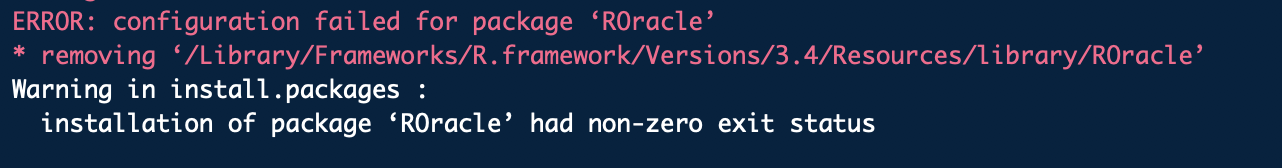 ERROR: configuration failed for package ‘ROracle’
* removing ‘/Library/Frameworks/R.framework/Versions/3.4/Resources/library/ROracle’
Warning in install.packages :
  installation of package ‘ROracle’ had non-zero exit status